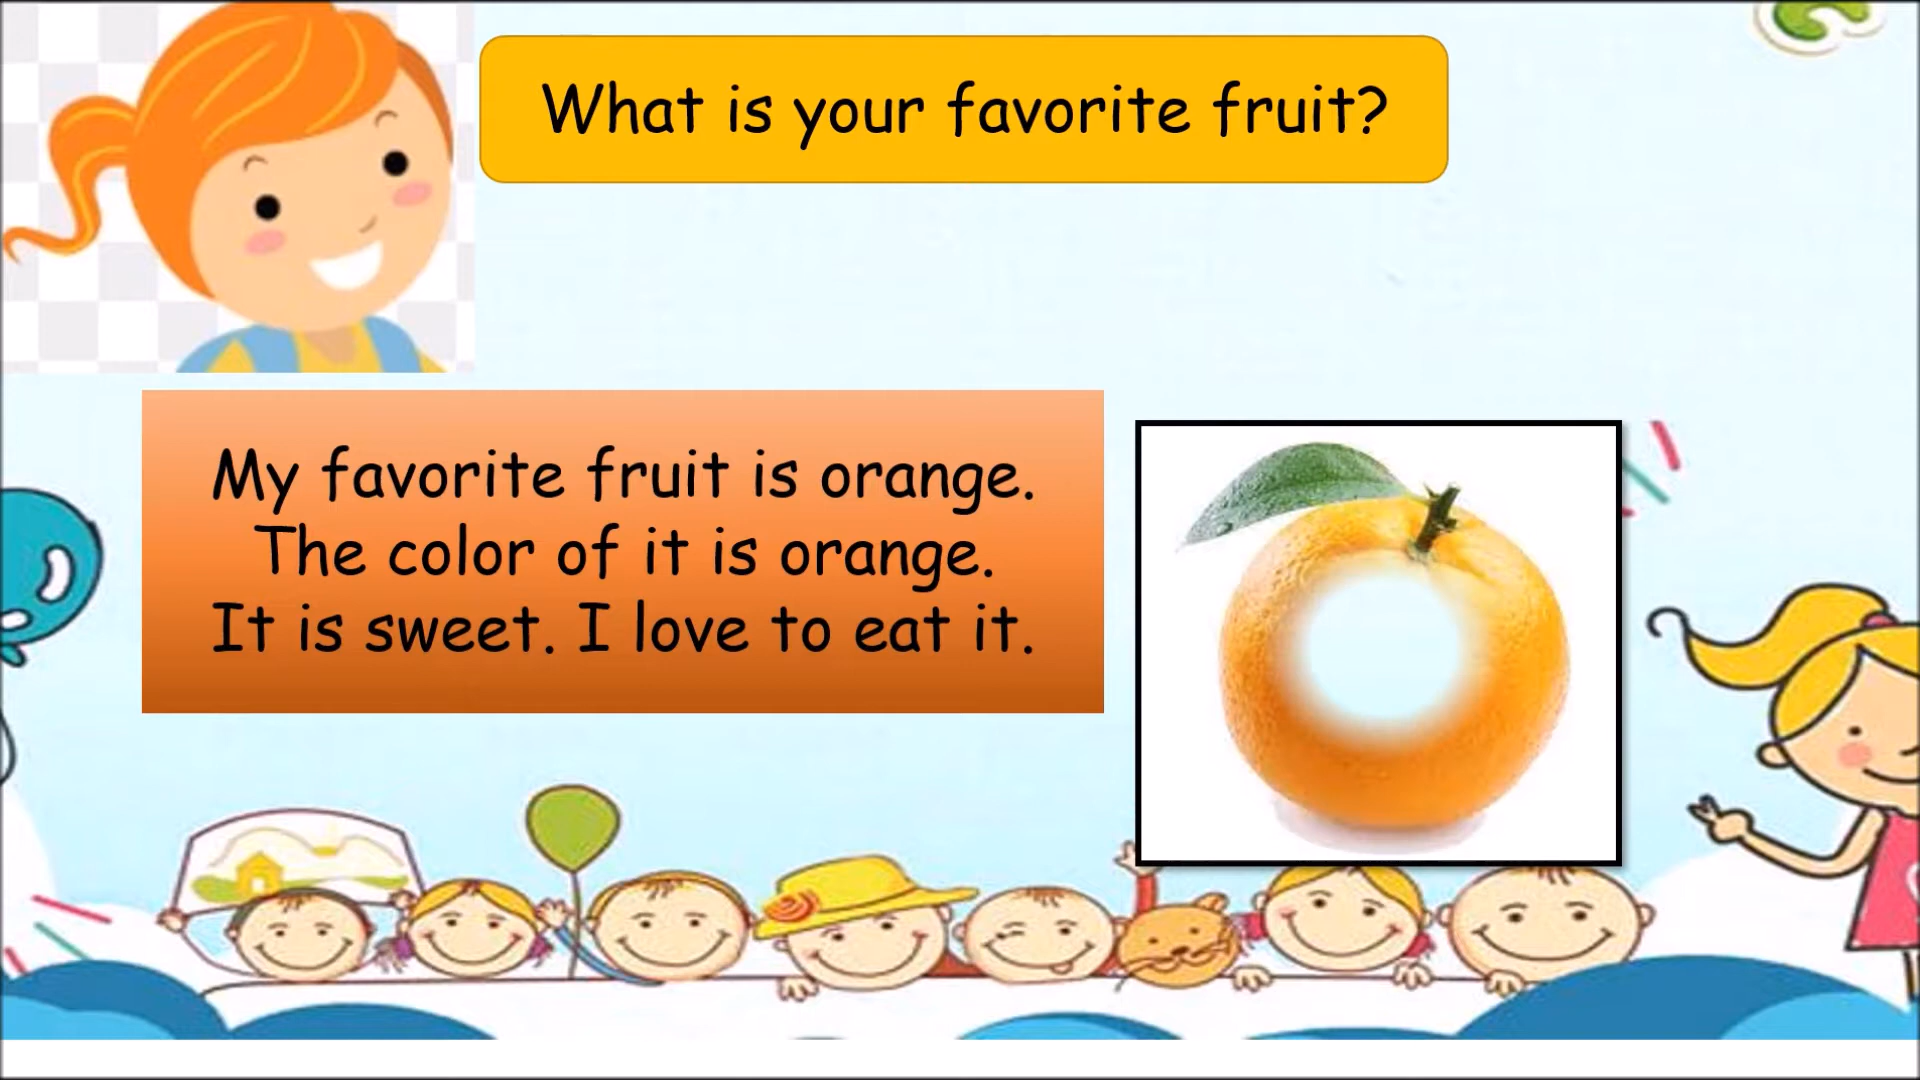 What is your favorite fruit?
My favorite fruit is orange.
The color of it is orange.
It is sweet. I love to eat it.